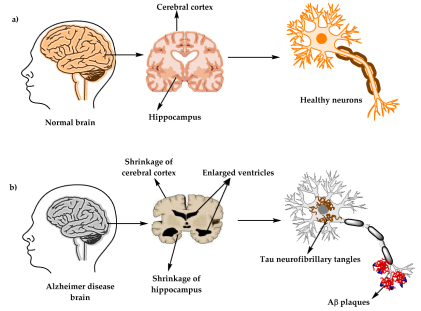 Cerebral cortex
a)
Healthy neurons
Hippocampus
Normal brain
Shrinkage of
cerebral cortex
Enlarged ventricles
b)
Tau neurofibrillary tangles
Shrinkage of
hippocampus
Alzheimer disease
brain
Aβ plaques